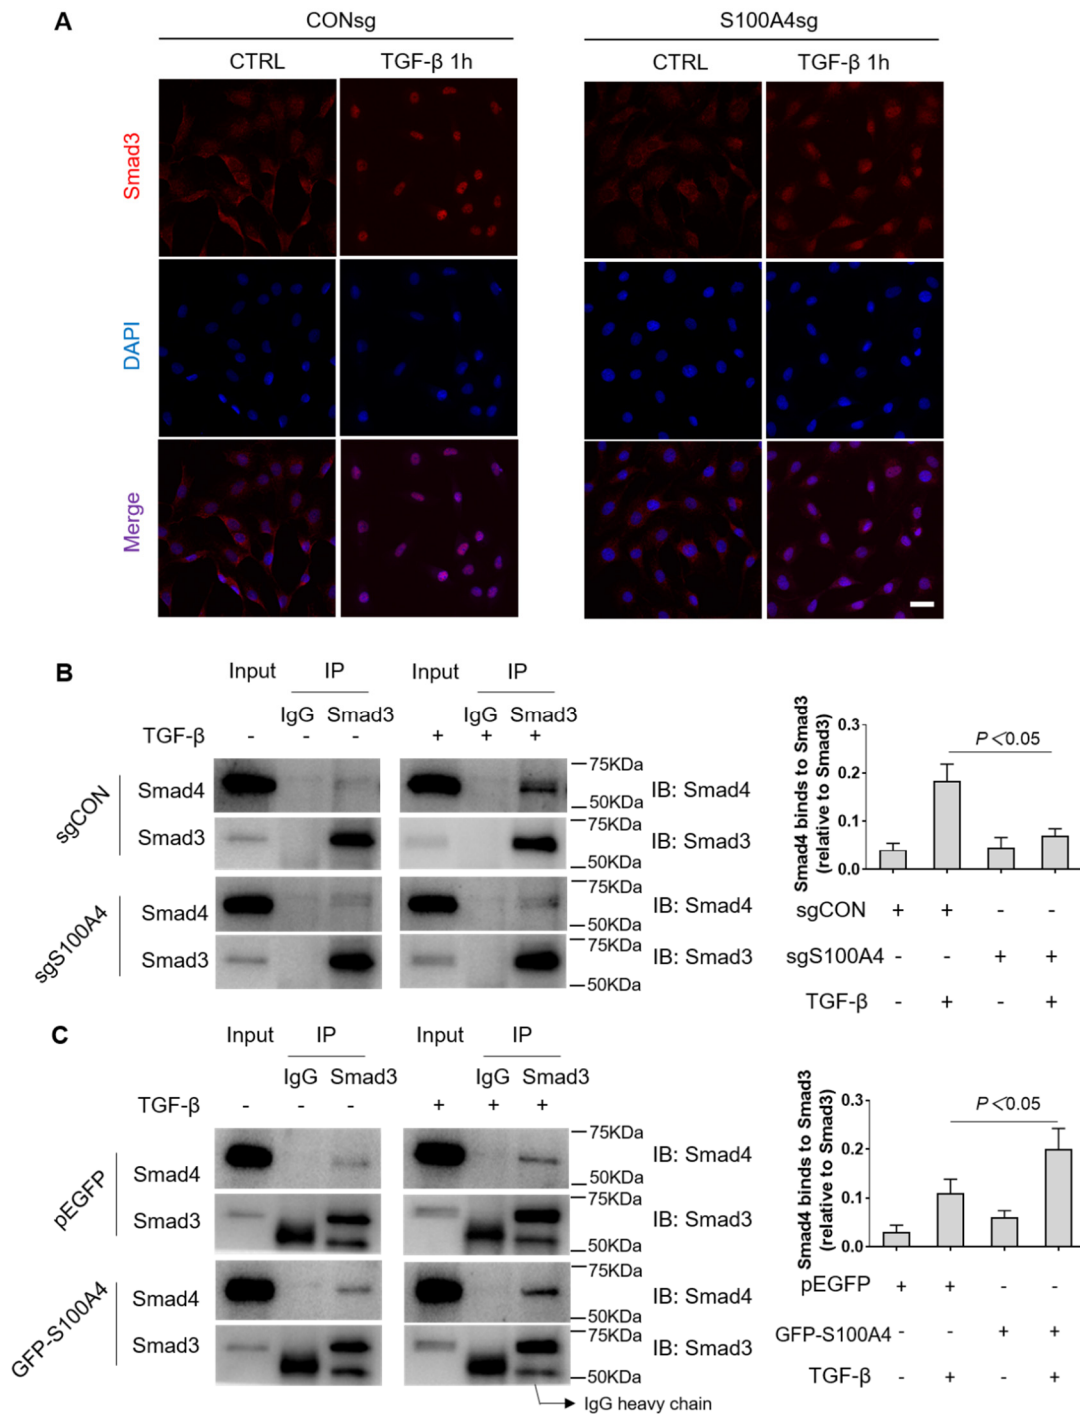 A
CONsg
S100A4sg
CTRL
TGF-β 1h
CTRL
TGF-β 1h
Smad3
DAPI
Merge
B
Input
IP
Input
IP
IgG
Smad3
IgG
Smad3
TGF-β
-
-
-
+
+
+
sgCON
Smad4
75KDa
50KDa
IB: Smad4
Smad3
75KDa
50KDa
IB: Smad3
sgS100A4
Smad4
75KDa
50KDa
IB: Smad4
Smad3
75KDa
50KDa
IB: Smad3
Smad4 binds to Smad3
(relative to Smad3)
0.3
0.2
0.1
0.0
P<0.05
sgCON + + - -
sgS100A4 - - + +
TGF-β - + - +
C
Input
IP
Input
IP
IgG
Smad3
IgG
Smad3
TGF-β
-
-
-
+
+
+
pEGFP
Smad4
75KDa
50KDa
IB: Smad4
Smad3
75KDa
50KDa
IB: Smad3
GFP-S100A4
Smad4
75KDa
50KDa
IB: Smad4
Smad3
75KDa
50KDa
IB: Smad3
IgG heavy chain
Smad4 binds to Smad3
(relative to Smad3)
0.3
0.2
0.1
0.0
P<0.05
pEGFP + + - -
GFP-S100A4 - - + +
TGF-β - + - +